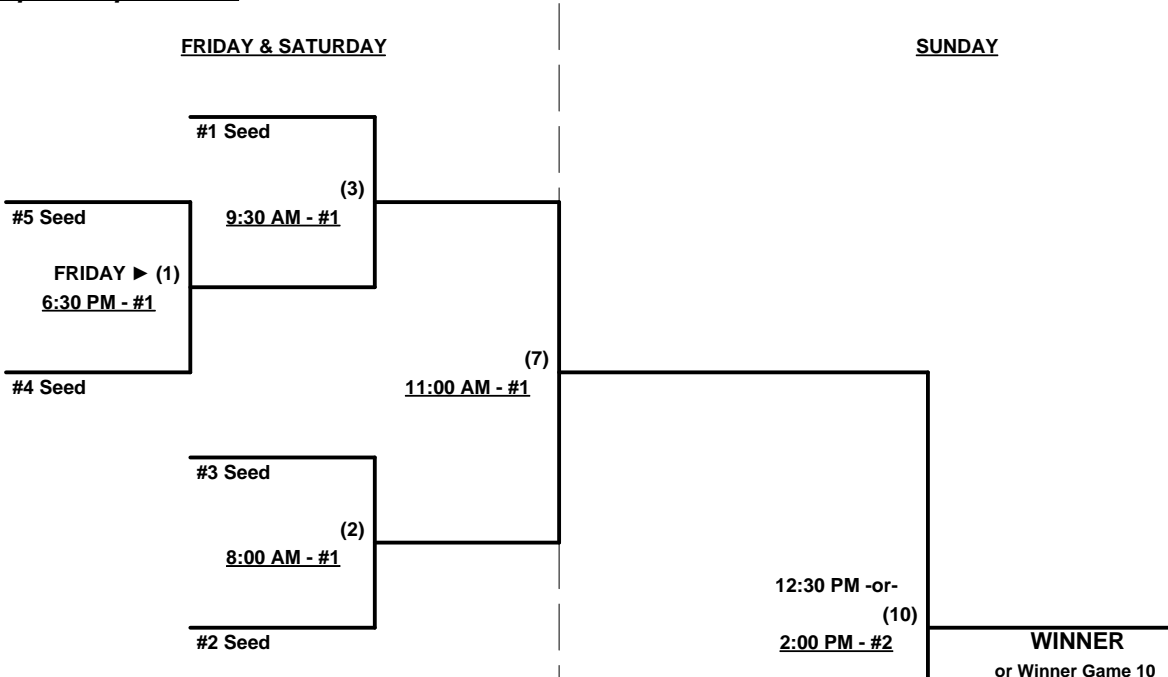 FRIDAY & SATURDAY
SUNDAY
#1 Seed
(3)
9:30 AM - #1
#5 Seed
FRIDAY ► (1)
6:30 PM - #1
(7)
11:00 AM - #1
#4 Seed
#3 Seed
(2)
8:00 AM - #1
12:30 PM -or-
(10)
2:00 PM - #2
#2 Seed
WINNER
or Winner Game 10